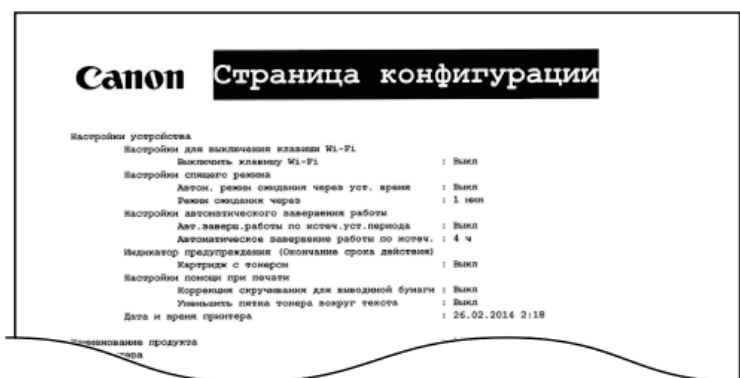 Canon Страница конфигурации
Настройки устройства
Настройки для выключения клавиши Wi-Fi
Выключить клавишу Wi-Fi : Выкл
Настройки спящего режима
Автом. режим ожидания через уст. время : Выкл
Режим ожидания через : 1 мин
Настройки автоматического завершения работы
Авт.заверш.работы по истеч.уст.периода : Выкл
Автоматическое завершение работы по истеч. : 4 ч
Индикатор предупреждения (Окончание срока действия)
Картридж с тонером : Выкл
Настройки помощи при печати
Коррекция скручивания для выводимой бумаги : Выкл
Уменьшить пятна тонера вокруг текста : Выкл
Дата и время принтера : 26.02.2014 2:18
Наименование продукта